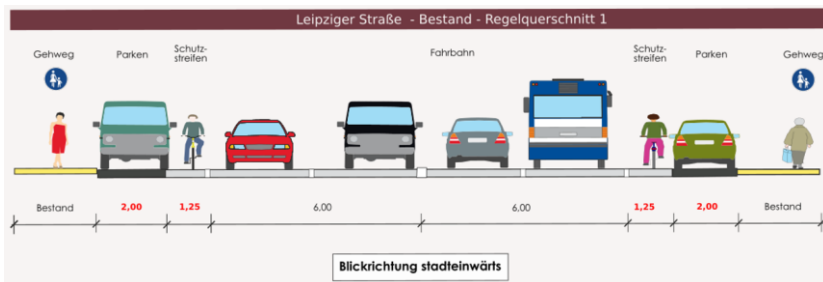 Leipziger Straße - Bestand - Regelquerschnitt 1
Gehweg
Parken
Schutz-
streifen
Fahrbahn
Schutz-
streifen
Parken
Gehweg
Bestand
2,00
1,25
6,00
6,00
1,25
2,00
Bestand
Blickrichtung stadteinwärts